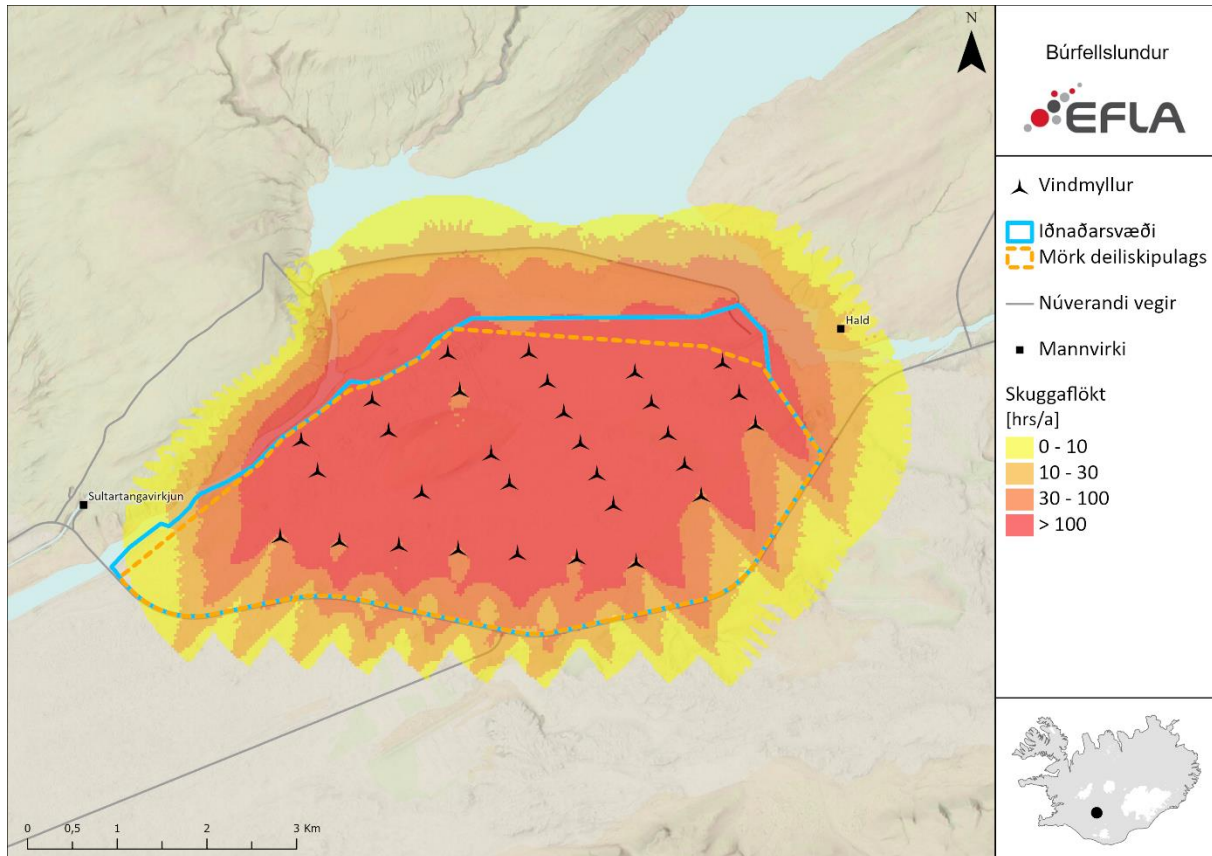 N
Hald
Sultartangavirkjun
0 0,5 1 2 3 Km
Búrfellslundur
EFLA
Vindmyllur
Iðnaðarsvæði
Mörk deiliskipulags
Núverandi vegir
Mannvirki
Skuggaflökt
[hrs/a]
0 - 10
10 - 30
30 - 100
> 100